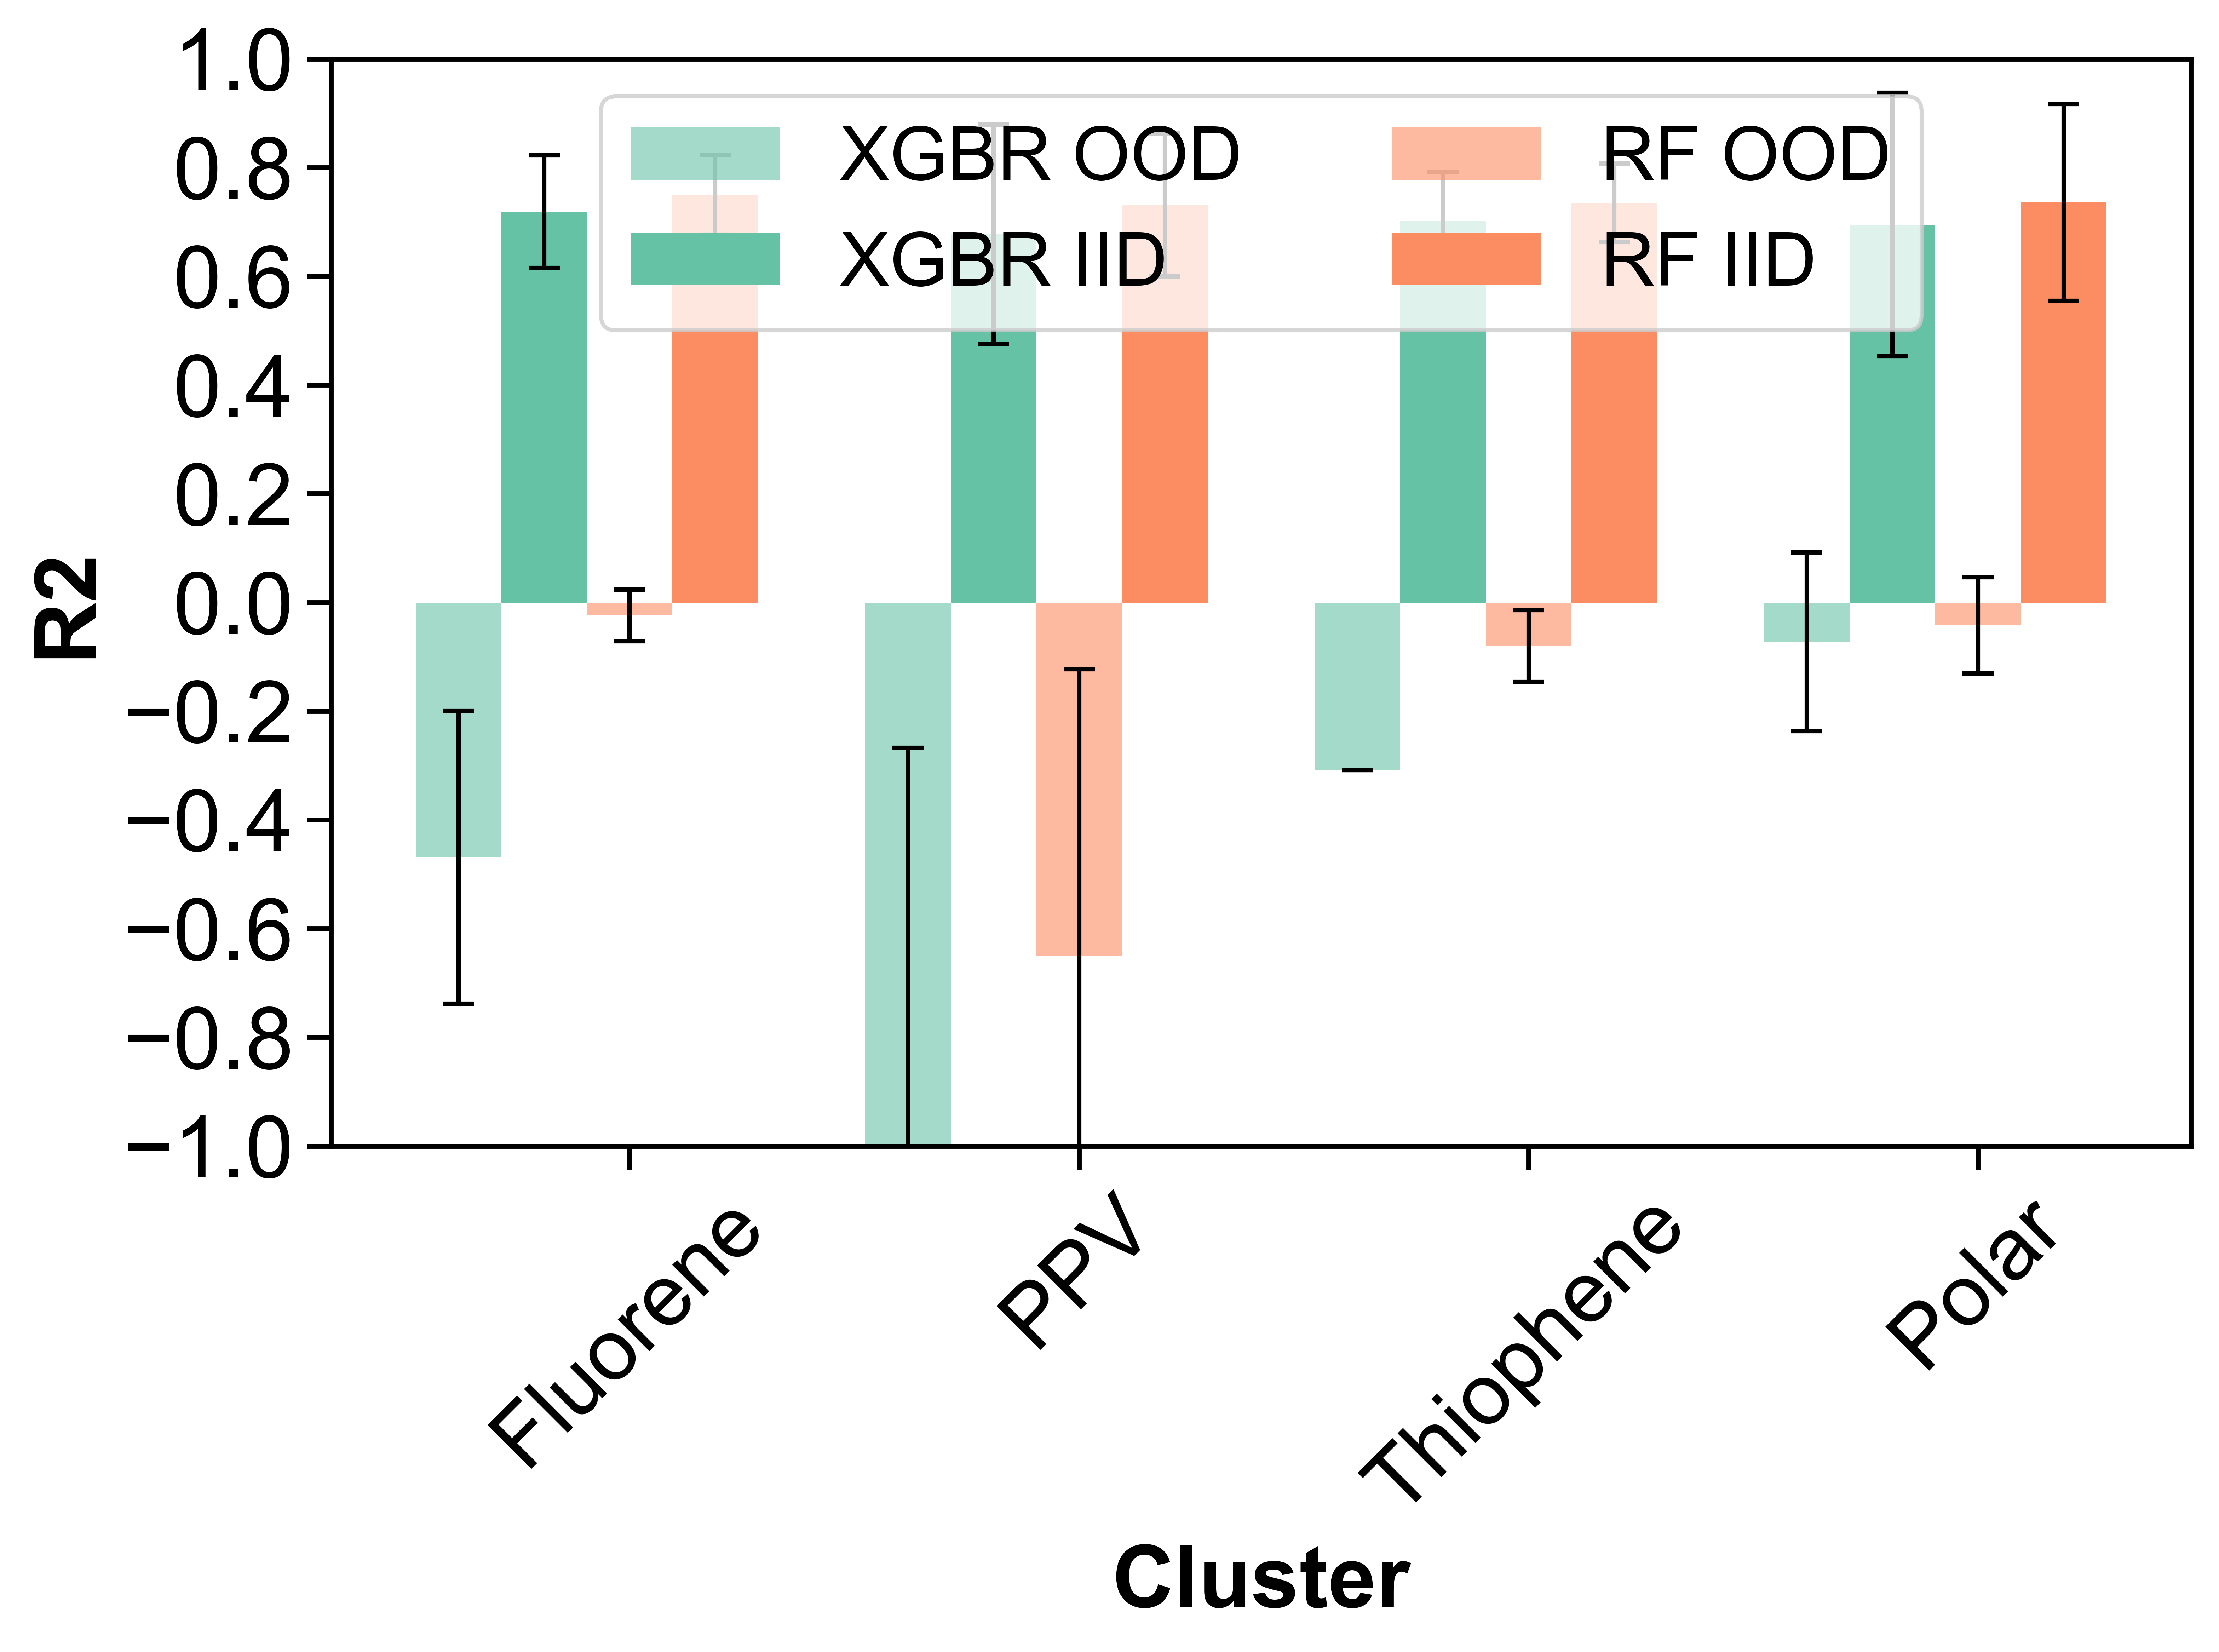 1.0
0.8
0.6
0.4
0.2
0.0
−0.2
−0.4
−0.6
−0.8
−1.0
R2
XGBR OOD
XGBR IID
RF OOD
RF IID
Fluorene
PPV
Thiophene
Polar
Cluster